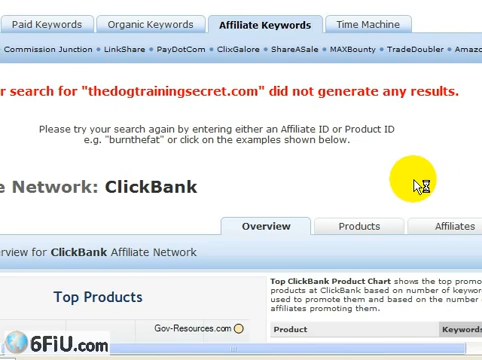 Paid Keywords Organic Keywords Affiliate Keywords Time Machine
Commission Junction • LinkShare • PayDotCom • ClixGalore • ShareASale • MAXBounty • TradeDoubler • Amazo
r search for "thedogtrainingsecret.com" did not generate any results.
Please try your search again by entering either an Affiliate ID or Product ID
e.g. "burnthefat" or click on the examples shown below.
e Network: ClickBank
Overview Products Affiliates
erview for ClickBank Affiliate Network
Top Products
Gov-Resources.com
Top ClickBank Product Chart shows the top promo
products at ClickBank based on number of keywor
used to promote them and based on the number
affiliates promoting them.
Product Keywords
6FiU.com